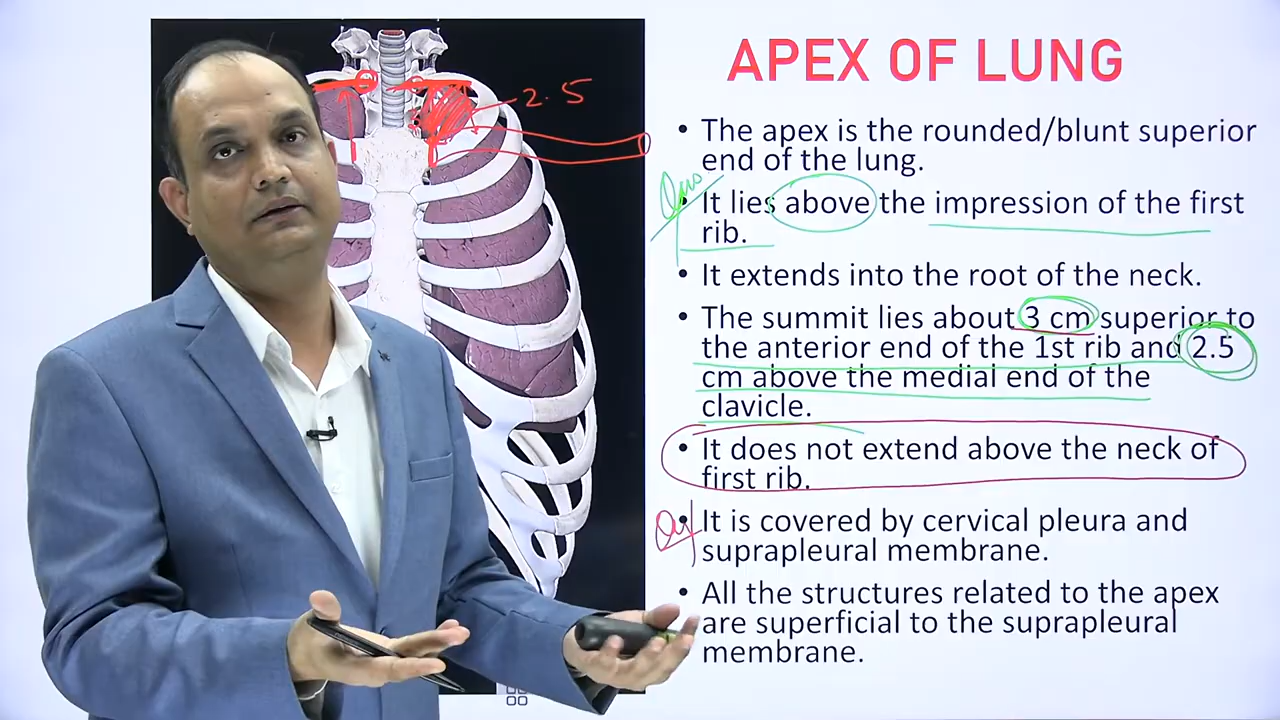 APEX OF LUNG
2.5
• The apex is the rounded/blunt superior
end of the lung.
• It lies above the impression of the first
rib.
• It extends into the root of the neck.
• The summit lies about 3 cm superior to
the anterior end of the 1st rib and 2.5
cm above the medial end of the
clavicle.
• It does not extend above the neck of
first rib.
• It is covered by cervical pleura and
suprapleural membrane.
• All the structures related to the apex
are superficial to the suprapleural
membrane.